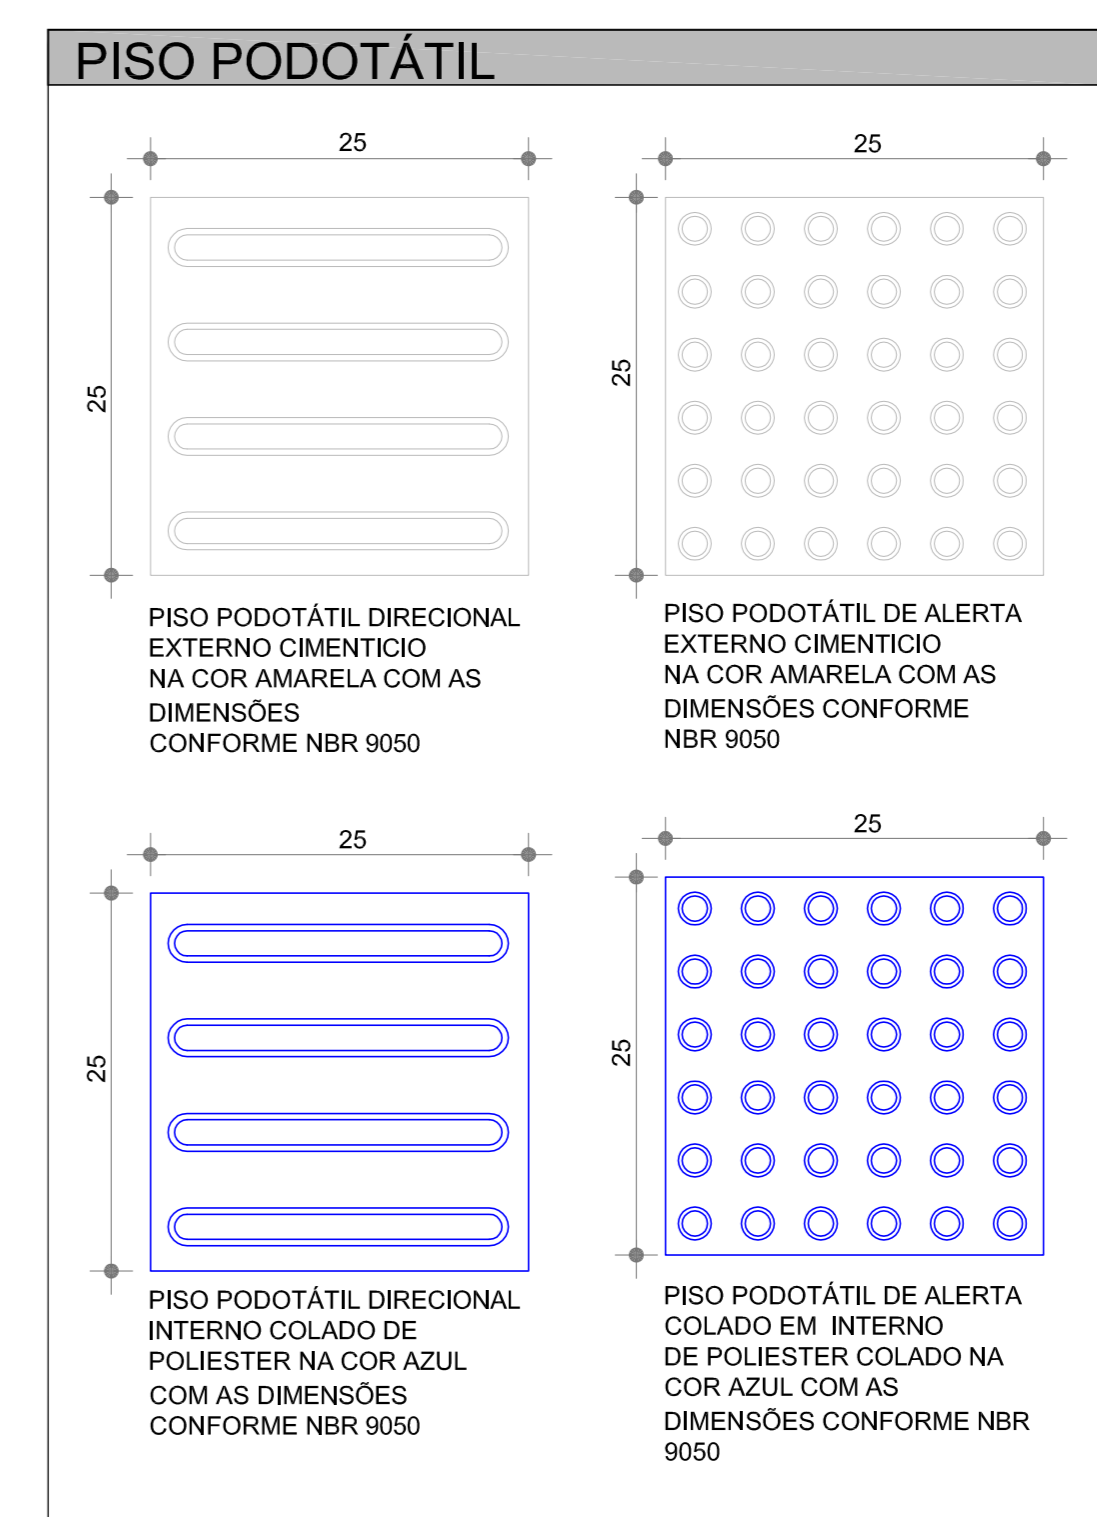 PISO PODOTÁTIL
25
25
25
25
PISO PODOTÁTIL DIRECIONAL
EXTERNO CIMENTICIO
NA COR AMARELA COM AS
DIMENSÕES
CONFORME NBR 9050
PISO PODOTÁTIL DE ALERTA
EXTERNO CIMENTICIO
NA COR AMARELA COM AS
DIMENSÕES CONFORME
NBR 9050
25
25
25
25
PISO PODOTÁTIL DIRECIONAL
INTERNO COLADO DE
POLIESTER NA COR AZUL
COM AS DIMENSÕES
CONFORME NBR 9050
PISO PODOTÁTIL DE ALERTA
COLADO EM  INTERNO
DE POLIESTER COLADO NA
COR AZUL COM AS
DIMENSÕES CONFORME NBR
9050